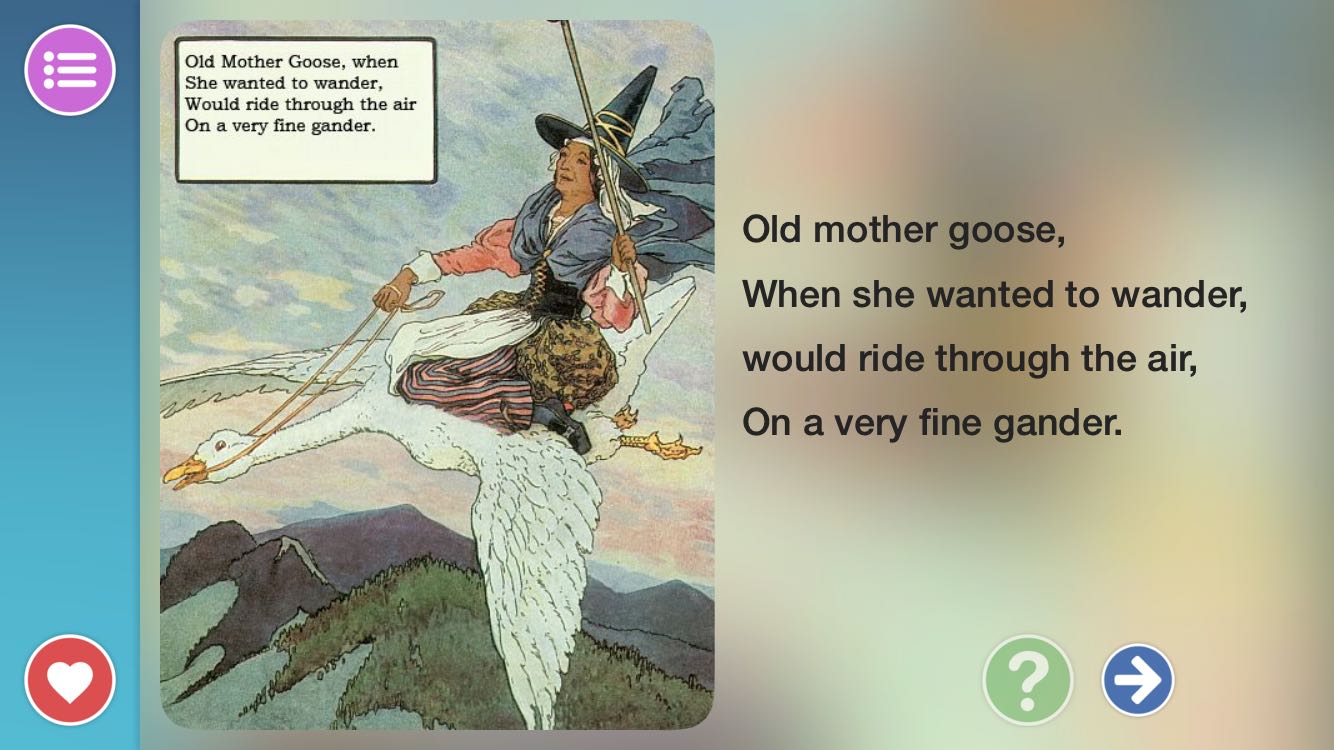 Old Mother Goose, when
She wanted to wander,
Would ride through the air
On a very fine gander.
Old mother goose,
When she wanted to wander,
would ride through the air,
On a very fine gander.
?